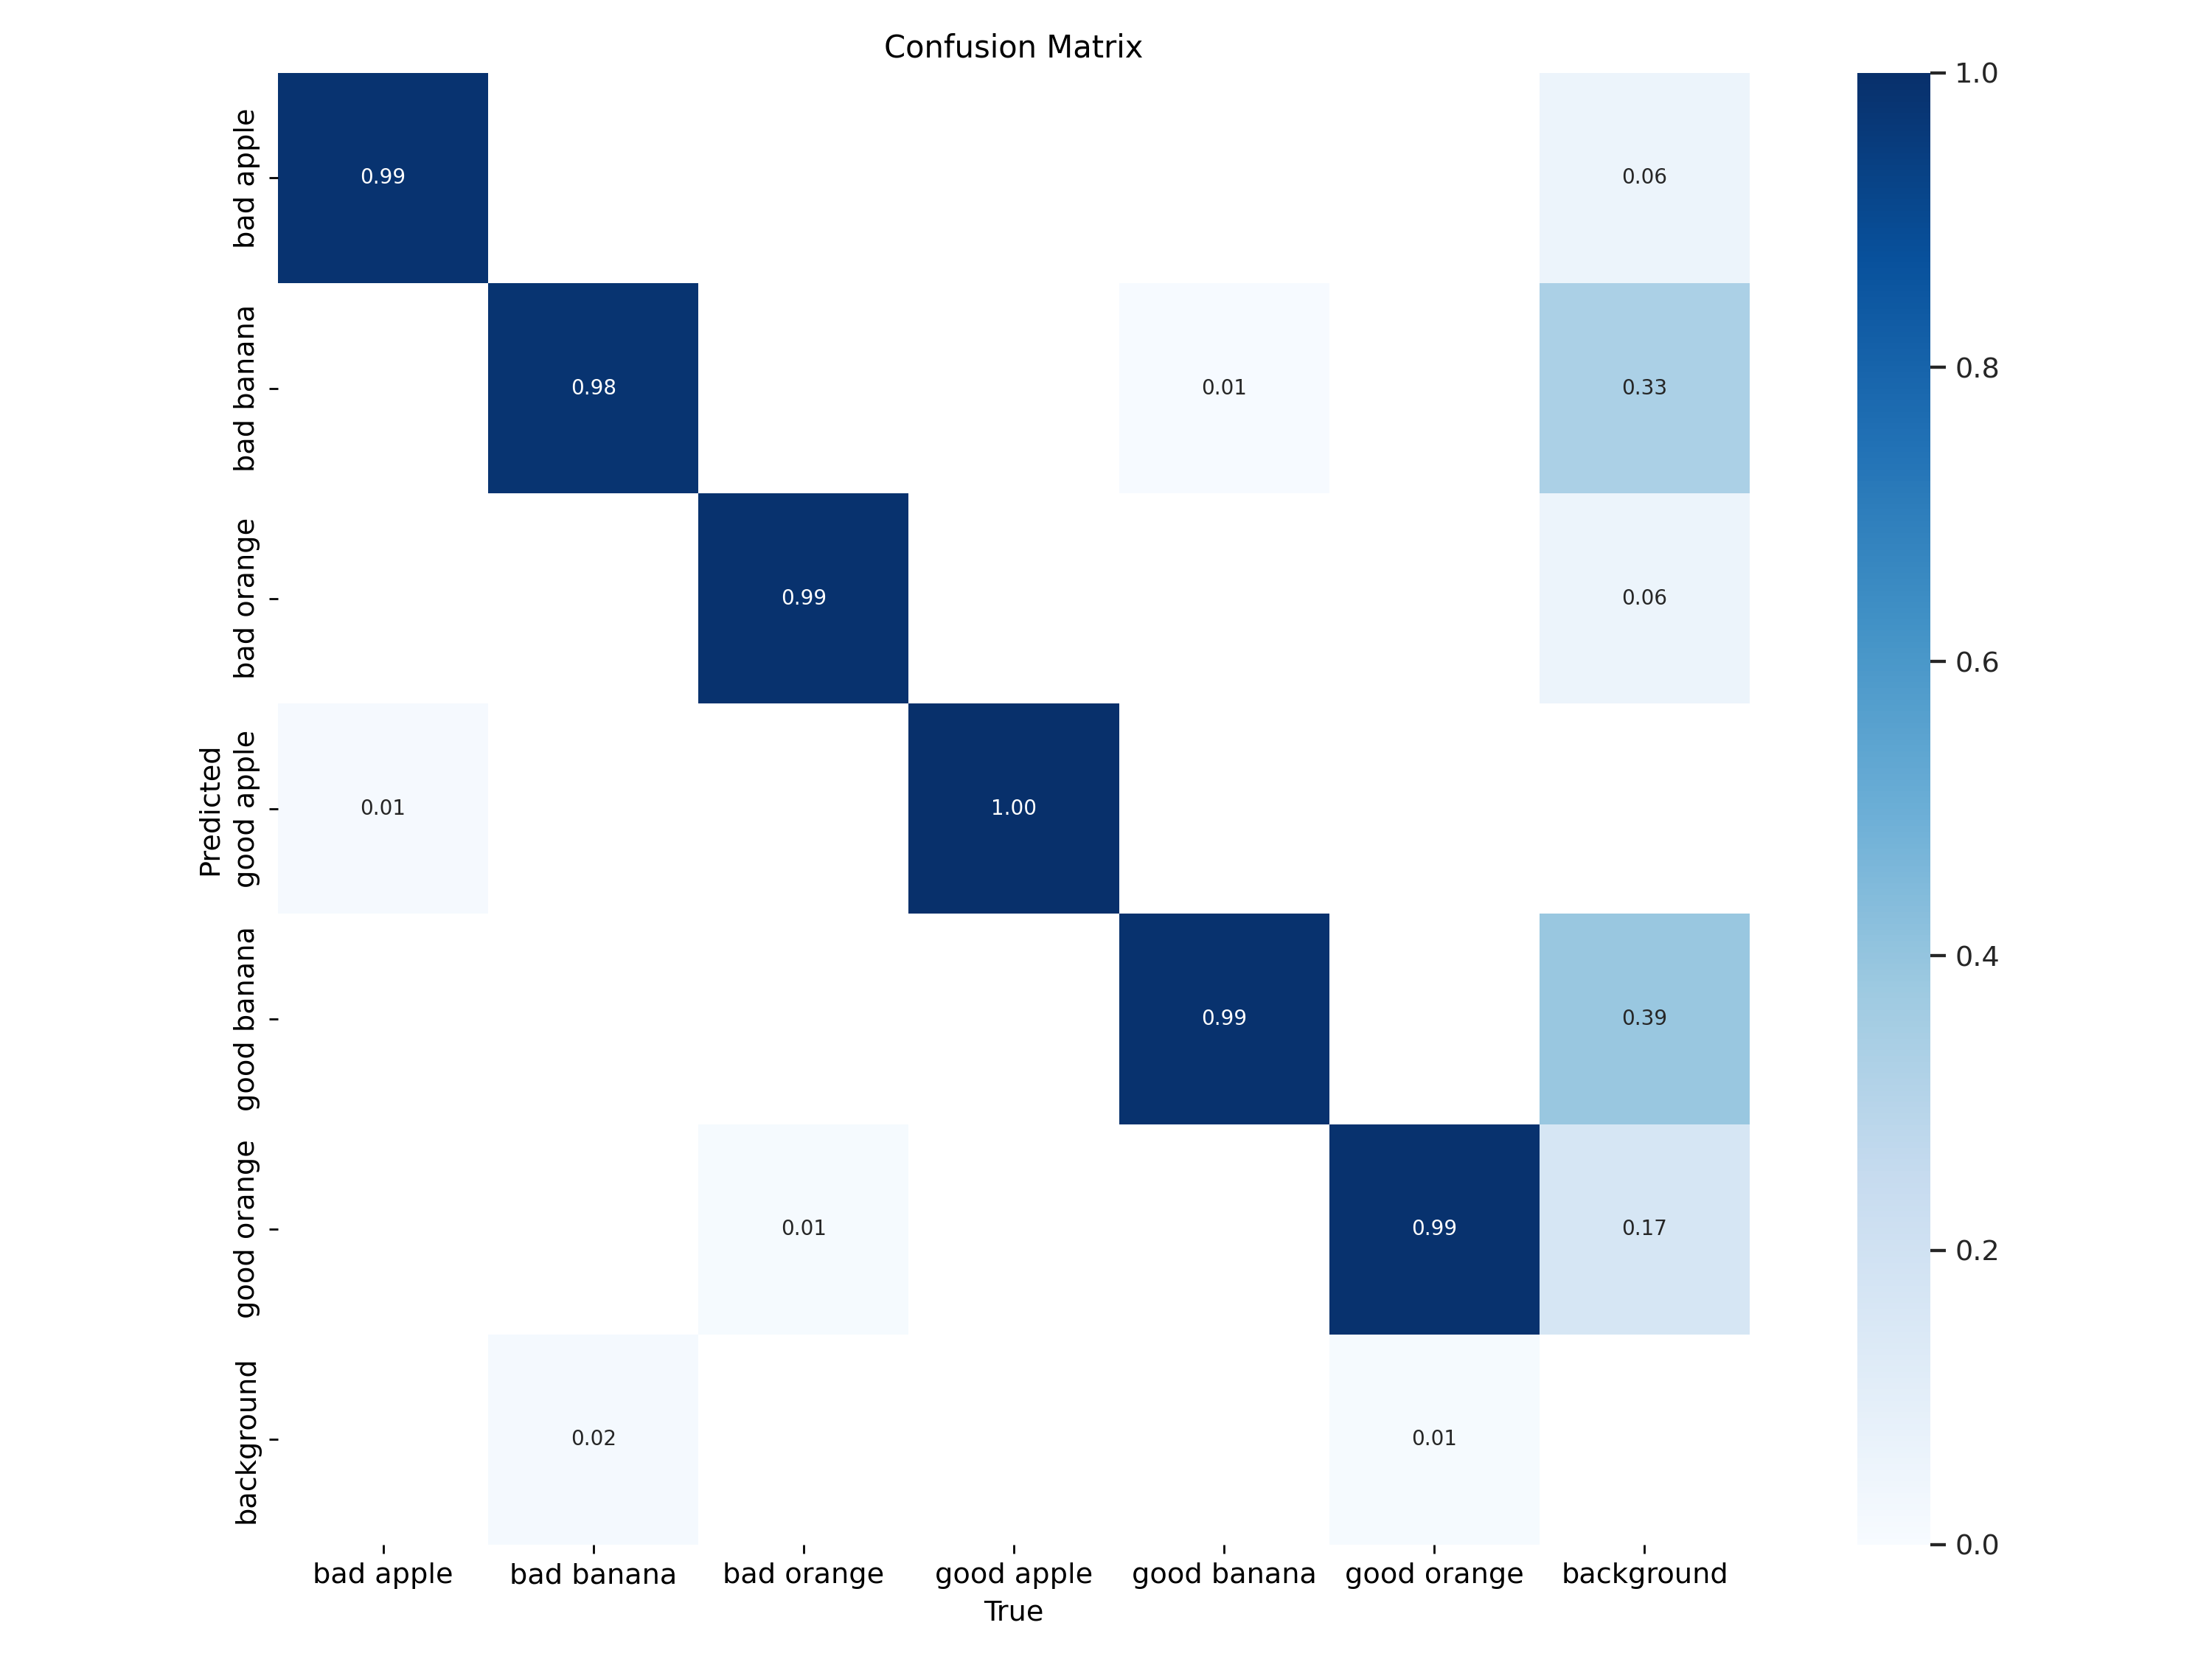 Confusion Matrix
bad apple
0.99
0.06
bad banana
0.98
0.01
0.33
bad orange
0.99
0.06
Predicted
good apple
0.01
1.00
good banana
0.99
0.39
good orange
0.01
0.99
0.17
background
0.02
0.01
bad apple bad banana bad orange good apple good banana good orange background
True
1.0
0.8
0.6
0.4
0.2
0.0